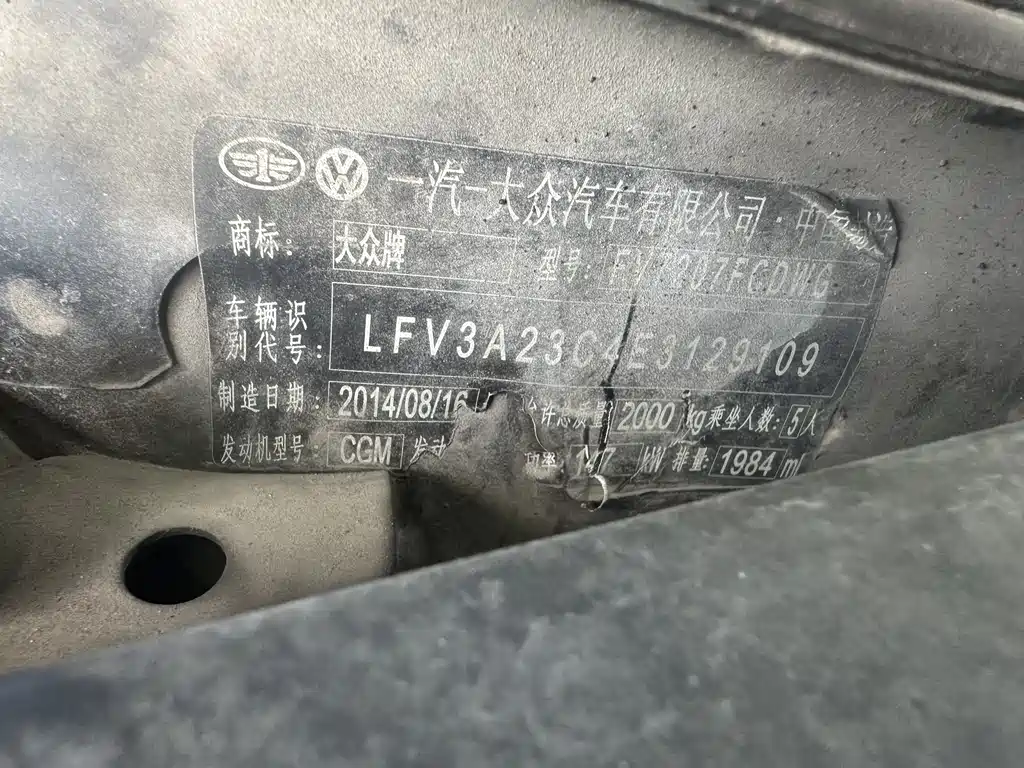 一汽-大众汽车有限公司·中国
商标: 大众牌 型号: FV7207FCDWG
车辆识别代号: LFV3A23C4E3129109
制造日期: 2014/08/16 允许总质量 2000 kg 乘坐人数: 5 人
发动机型号: CGM 发动 功率: 147 kW 排量: 1984 ml